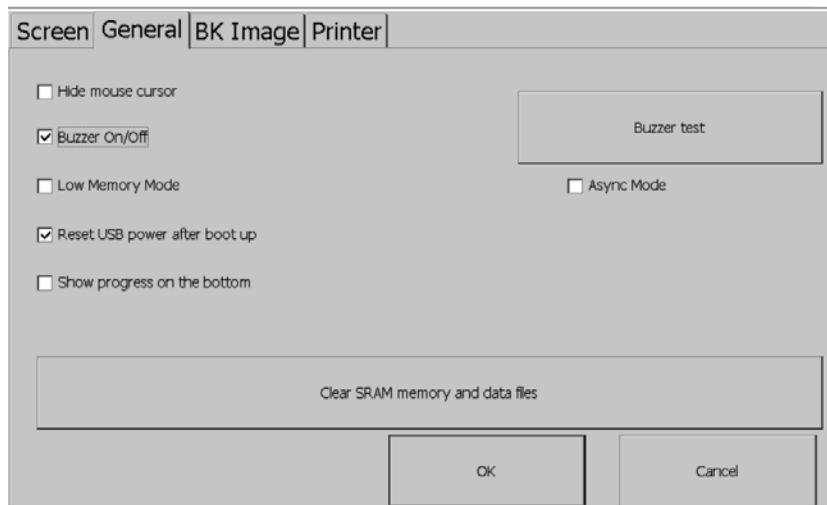 Screen General BK Image Printer
Hide mouse cursor
Buzzer On/Off
Buzzer test
Low Memory Mode
Async Mode
Reset USB power after boot up
Show progress on the bottom
Clear SRAM memory and data files
OK
Cancel